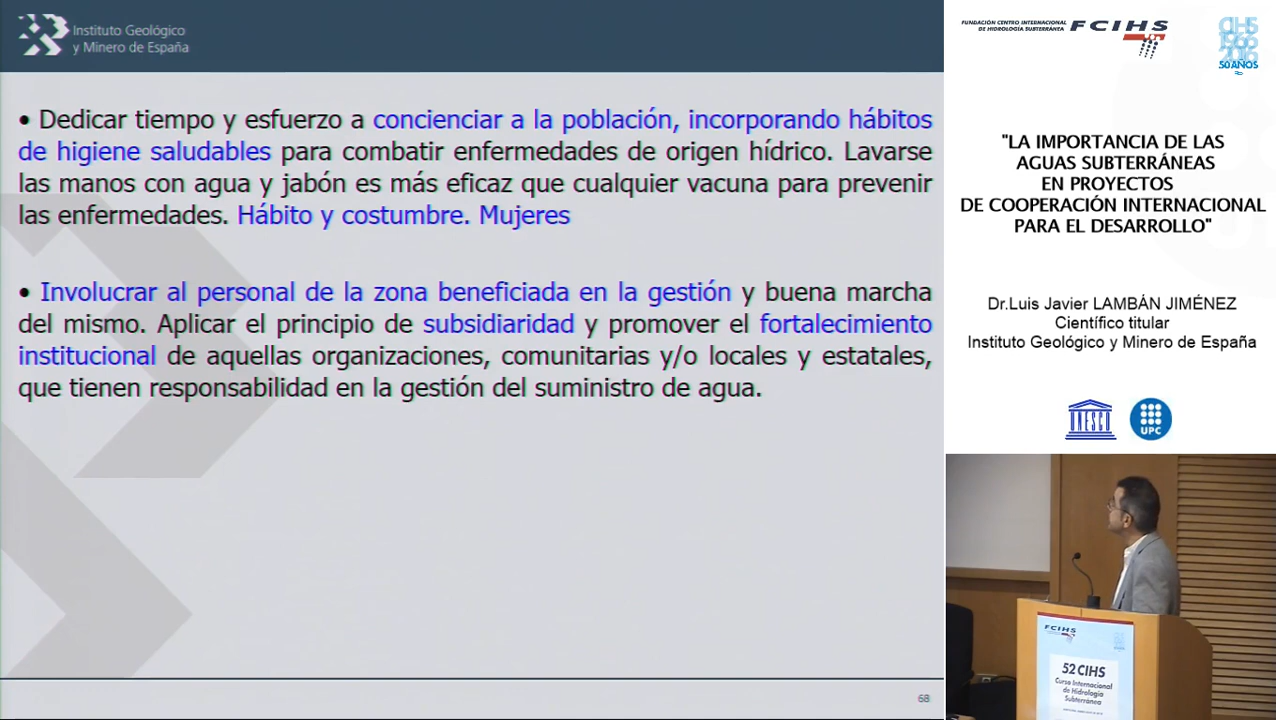 Instituto Geológico
y Minero de España
• Dedicar tiempo y esfuerzo a concienciar a la población, incorporando hábitos
de higiene saludables para combatir enfermedades de origen hídrico. Lavarse
las manos con agua y jabón es más eficaz que cualquier vacuna para prevenir
las enfermedades. Hábito y costumbre. Mujeres
• Involucrar al personal de la zona beneficiada en la gestión y buena marcha
del mismo. Aplicar el principio de subsidiaridad y promover el fortalecimiento
institucional de aquellas organizaciones, comunitarias y/o locales y estatales,
que tienen responsabilidad en la gestión del suministro de agua.
68
FUNDACIÓN CENTRO INTERNACIONAL
DE HIDROLOGÍA SUBTERRÁNEA
FCIHS
CIHS
1966
2016
50 AÑOS
"LA IMPORTANCIA DE LAS
AGUAS SUBTERRÁNEAS
EN PROYECTOS
DE COOPERACIÓN INTERNACIONAL
PARA EL DESARROLLO"
Dr.Luis Javier LAMBÁN JIMÉNEZ
Científico titular
Instituto Geológico y Minero de España
UNESCO
UPC
FCIHS
52 CIHS
Curso Internacional
de Hidrología
Subterránea